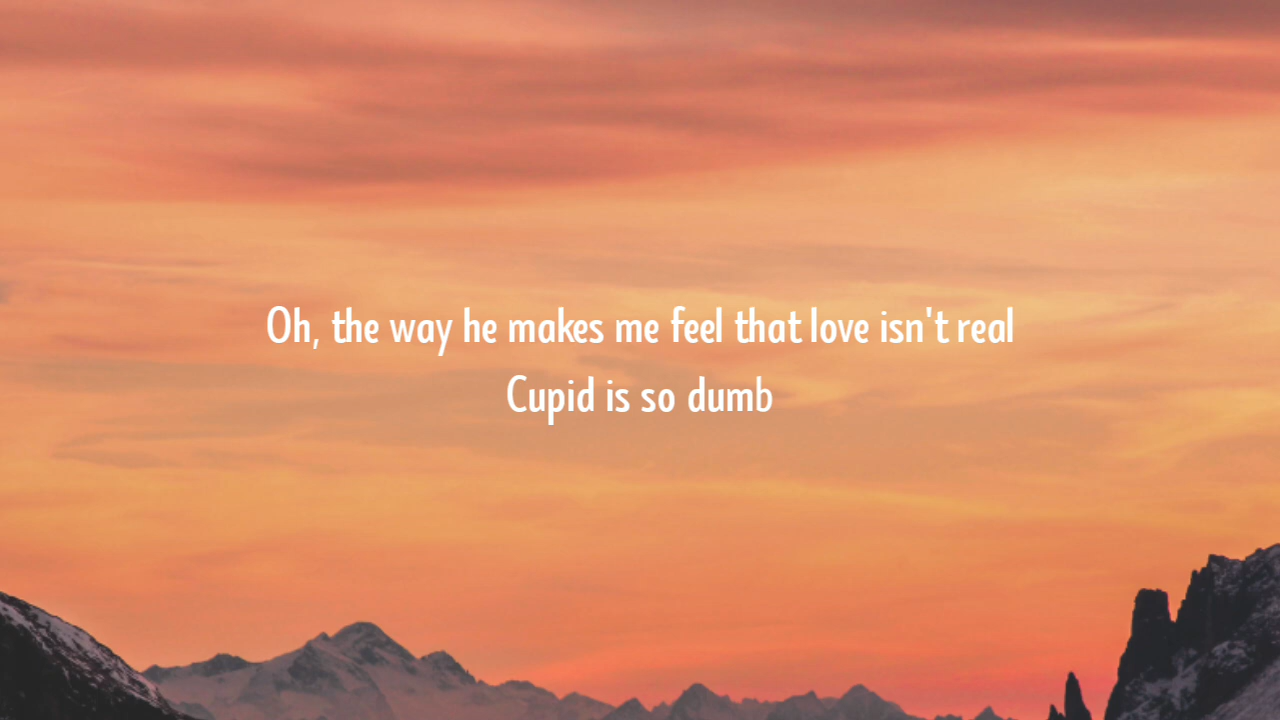 Oh, the way he makes me feel that love isn't real
Cupid is so dumb